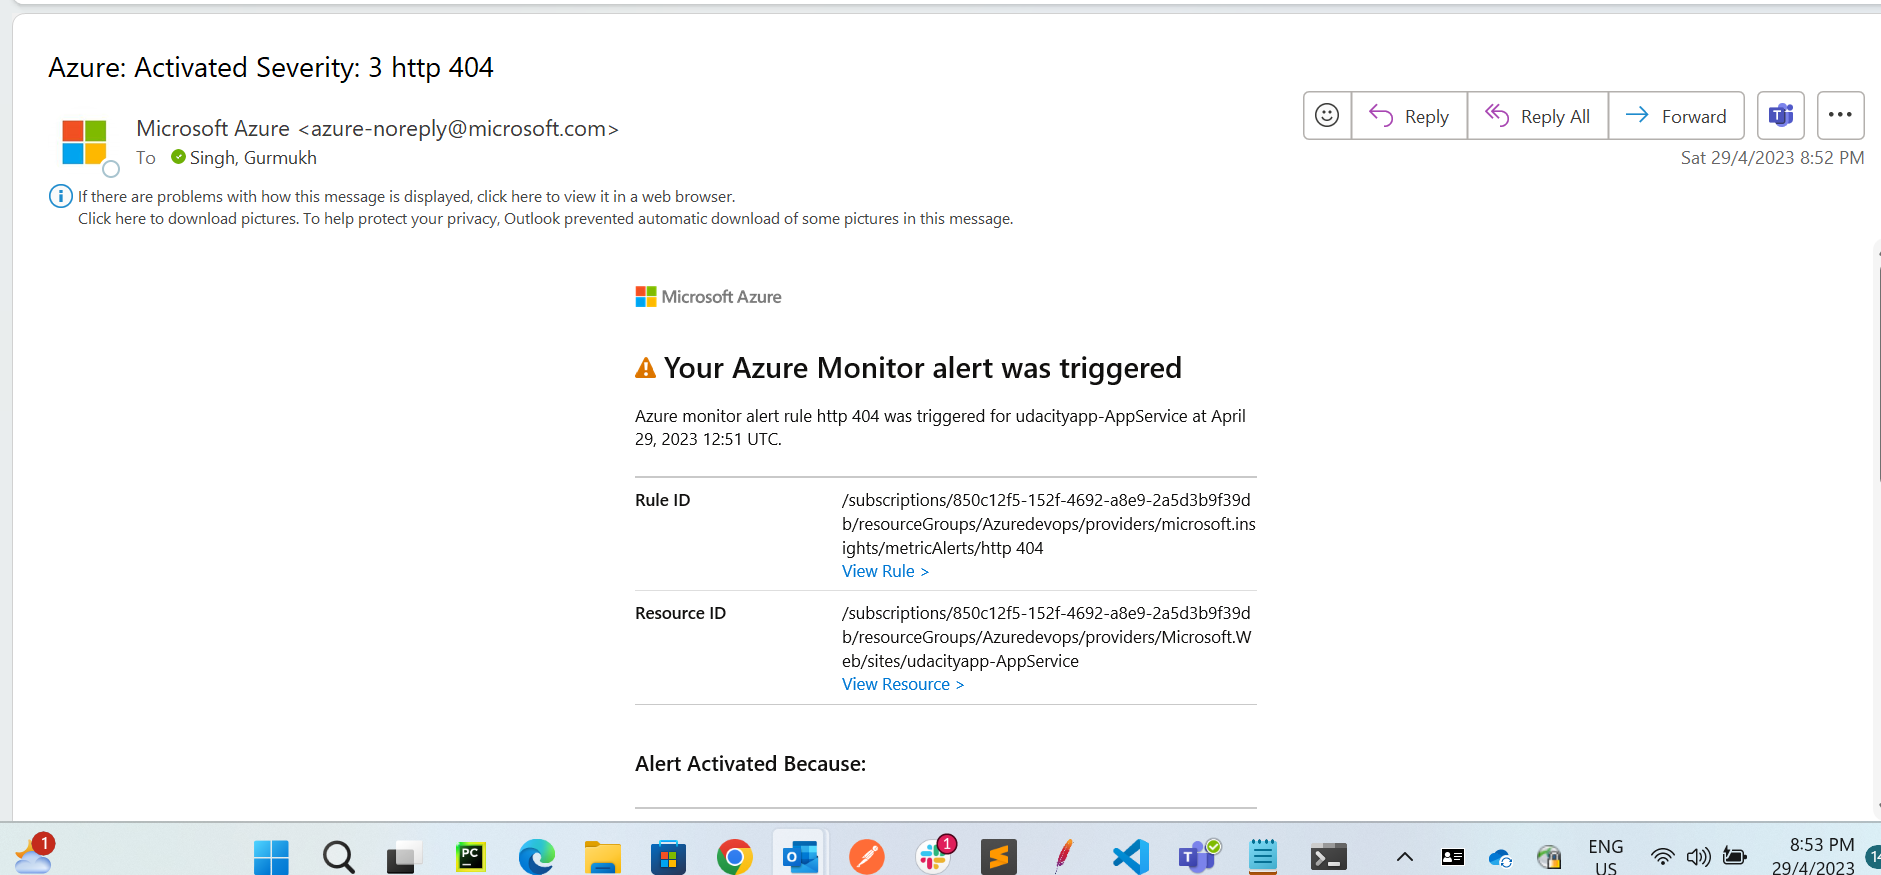 Azure: Activated Severity: 3 http 404
Microsoft Azure <azure-noreply@microsoft.com>
To Singh, Gurmukh
Reply
Reply All
Forward
Sat 29/4/2023 8:52 PM
If there are problems with how this message is displayed, click here to view it in a web browser.
Click here to download pictures. To help protect your privacy, Outlook prevented automatic download of some pictures in this message.
Microsoft Azure
Your Azure Monitor alert was triggered
Azure monitor alert rule http 404 was triggered for udacityapp-AppService at April
29, 2023 12:51 UTC.
Rule ID
/subscriptions/850c12f5-152f-4692-a8e9-2a5d3b9f39d
b/resourceGroups/Azuredevops/providers/microsoft.ins
ights/metricAlerts/http 404
View Rule >
Resource ID
/subscriptions/850c12f5-152f-4692-a8e9-2a5d3b9f39d
b/resourceGroups/Azuredevops/providers/Microsoft.W
eb/sites/udacityapp-AppService
View Resource >
Alert Activated Because:
1
PC
1
ENG
US
8:53 PM
29/4/2023
14